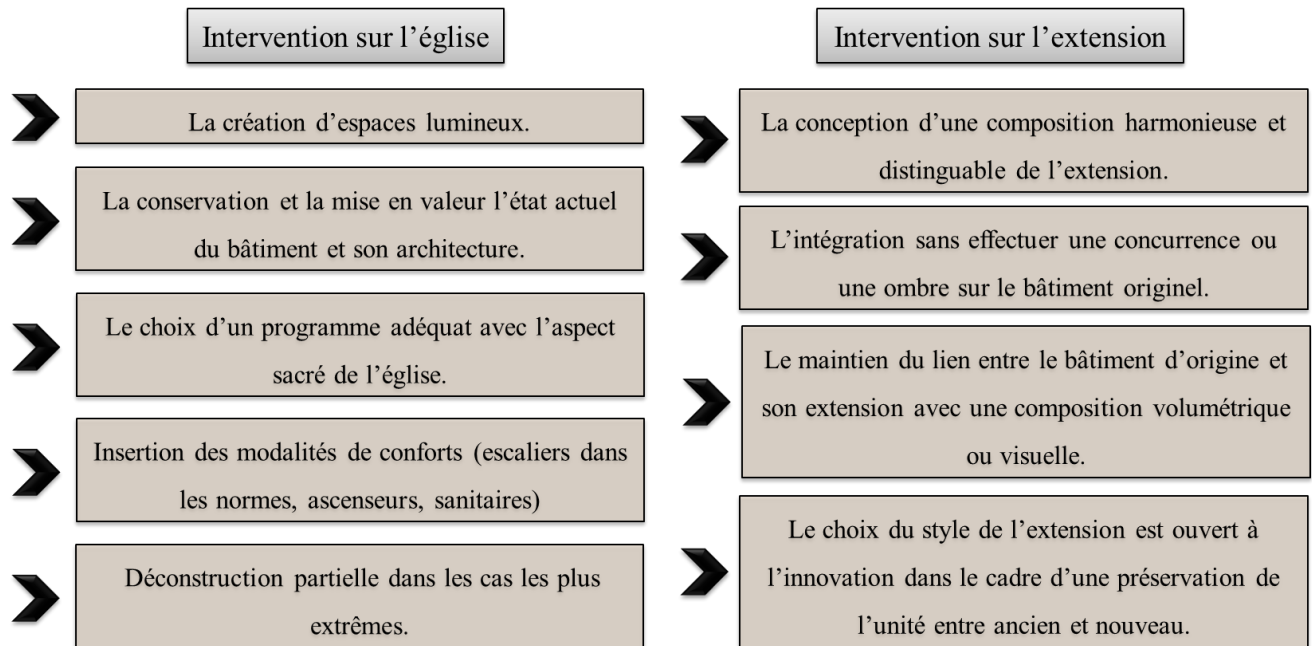 Intervention sur l’église
La création d’espaces lumineux.
La conservation et la mise en valeur l’état actuel
du bâtiment et son architecture.
Le choix d’un programme adéquat avec l’aspect
sacré de l’église.
Insertion des modalités de conforts (escaliers dans
les normes, ascenseurs, sanitaires)
Déconstruction partielle dans les cas les plus
extrêmes.
Intervention sur l’extension
La conception d’une composition harmonieuse et
distinguable de l’extension.
L’intégration sans effectuer une concurrence ou
une ombre sur le bâtiment originel.
Le maintien du lien entre le bâtiment d’origine et
son extension avec une composition volumétrique
ou visuelle.
Le choix du style de l’extension est ouvert à
l’innovation dans le cadre d’une préservation de
l’unité entre ancien et nouveau.